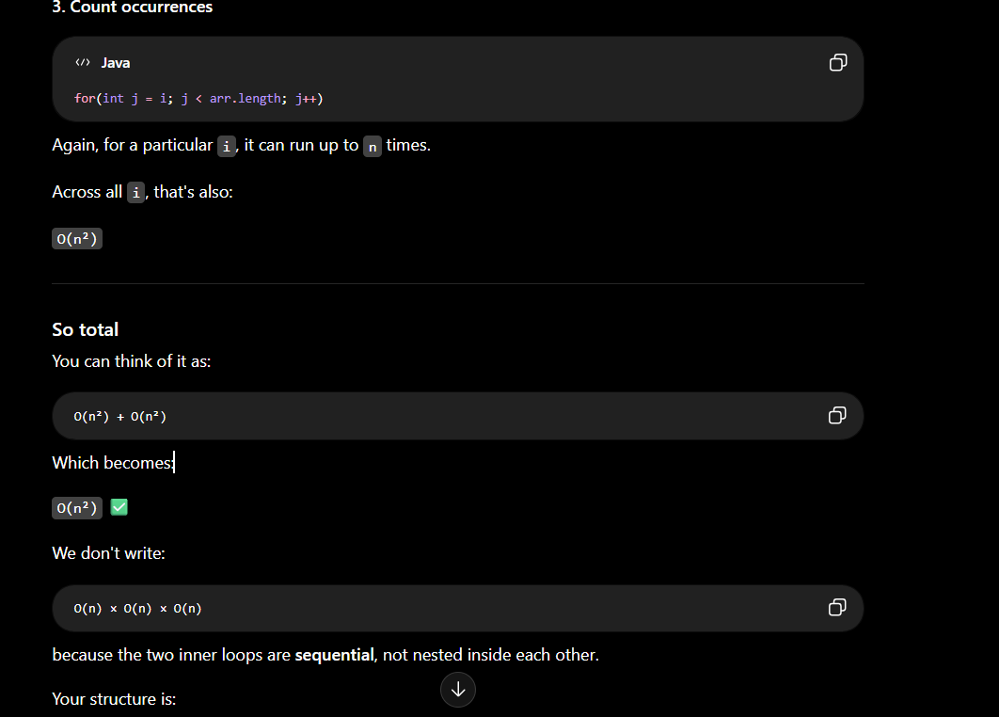 3. Count occurrences
</> Java
for(int j = i; j < arr.length; j++)
Again, for a particular i, it can run up to n times.
Across all i, that's also:
O(n²)
So total
You can think of it as:
O(n²) + O(n²)
Which becomes:
O(n²) ✅
We don't write:
O(n) × O(n) × O(n)
because the two inner loops are sequential, not nested inside each other.
Your structure is: